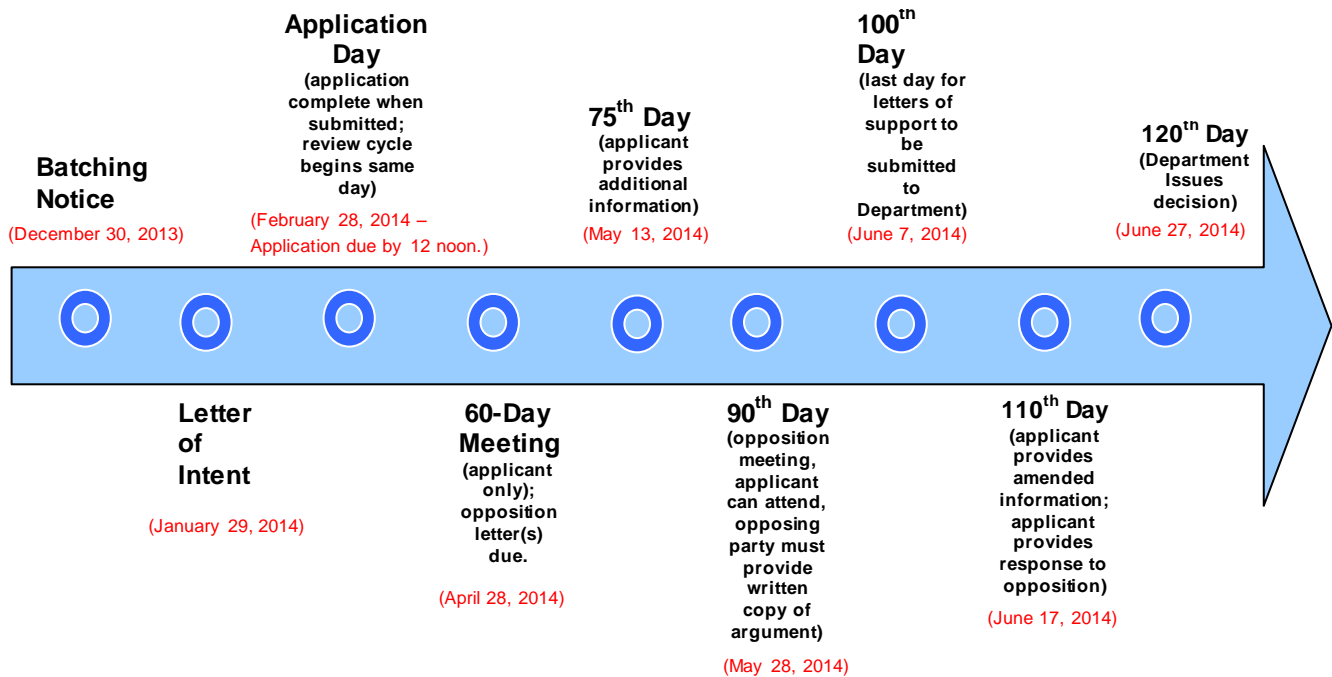 Batching
Notice
(December 30, 2013)
Letter
of
Intent
(January 29, 2014)
Application
Day
(application
complete when
submitted;
review cycle
begins same
day)
(February 28, 2014 –
Application due by 12 noon.)
60-Day
Meeting
(applicant
only);
opposition
letter(s)
due.
(April 28, 2014)
75th Day
(applicant
provides
additional
information)
(May 13, 2014)
90th Day
(opposition
meeting,
applicant
can attend,
opposing
party must
provide
written
copy of
argument)
(May 28, 2014)
100th
Day
(last day for
letters of
support to
be
submitted
to
Department)
(June 7, 2014)
110th Day
(applicant
provides
amended
information;
applicant
provides
response to
opposition)
(June 17, 2014)
120th Day
(Department
Issues
decision)
(June 27, 2014)